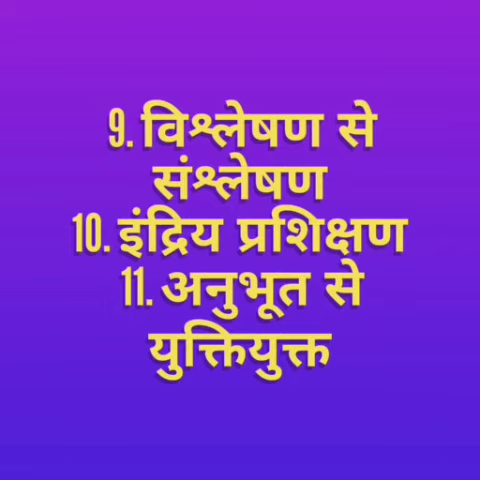 9. विश्लेषण से
संश्लेषण
10. इंद्रिय प्रशिक्षण
11. अनुभूत से
युक्तियुक्त